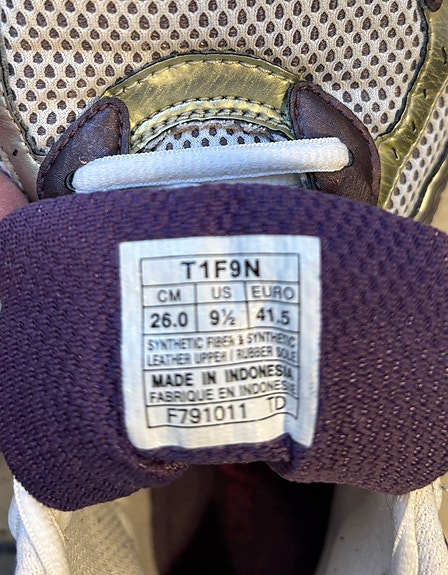 T1F9N
CM US EURO
26.0 9½ 41.5
SYNTHETIC FIBER & SYNTHETIC
LEATHER UPPER / RUBBER SOLE
MADE IN INDONESIA
FABRIQUE EN INDONESIE
F791011 TD